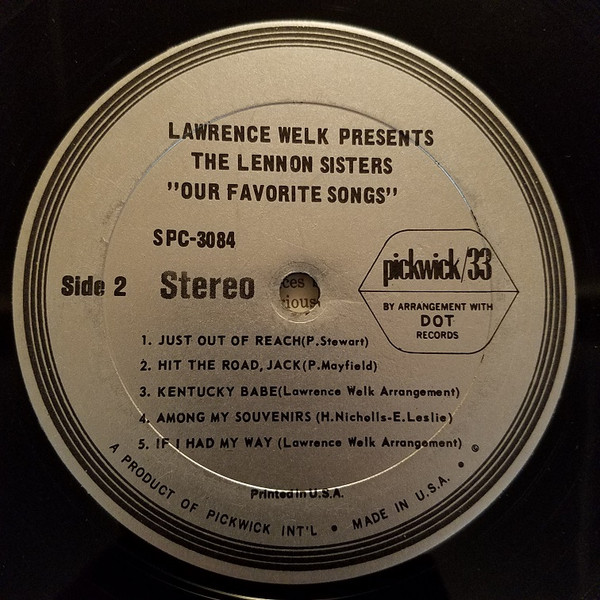 LAWRENCE WELK PRESENTS
THE LENNON SISTERS
"OUR FAVORITE SONGS"
SPC-3084
Side 2
Stereo
pickwick/33
BY ARRANGEMENT WITH
DOT
RECORDS
1. JUST OUT OF REACH(P.Stewart)
2. HIT THE ROAD, JACK(P.Mayfield)
3. KENTUCKY BABE(Lawrence Welk Arrangement)
4. AMONG MY SOUVENIRS (H.Nicholls-E.Leslie)
5. IF I HAD MY WAY (Lawrence Welk Arrangement)
Printed in U.S.A.
A PRODUCT OF PICKWICK INT'L • MADE IN U.S.A. • ©